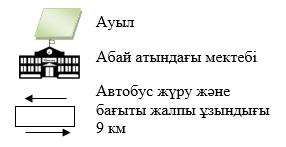 Ауыл
Абай атындағы мектебі
Автобус жүру және
бағыты жалпы ұзындығы
9 км